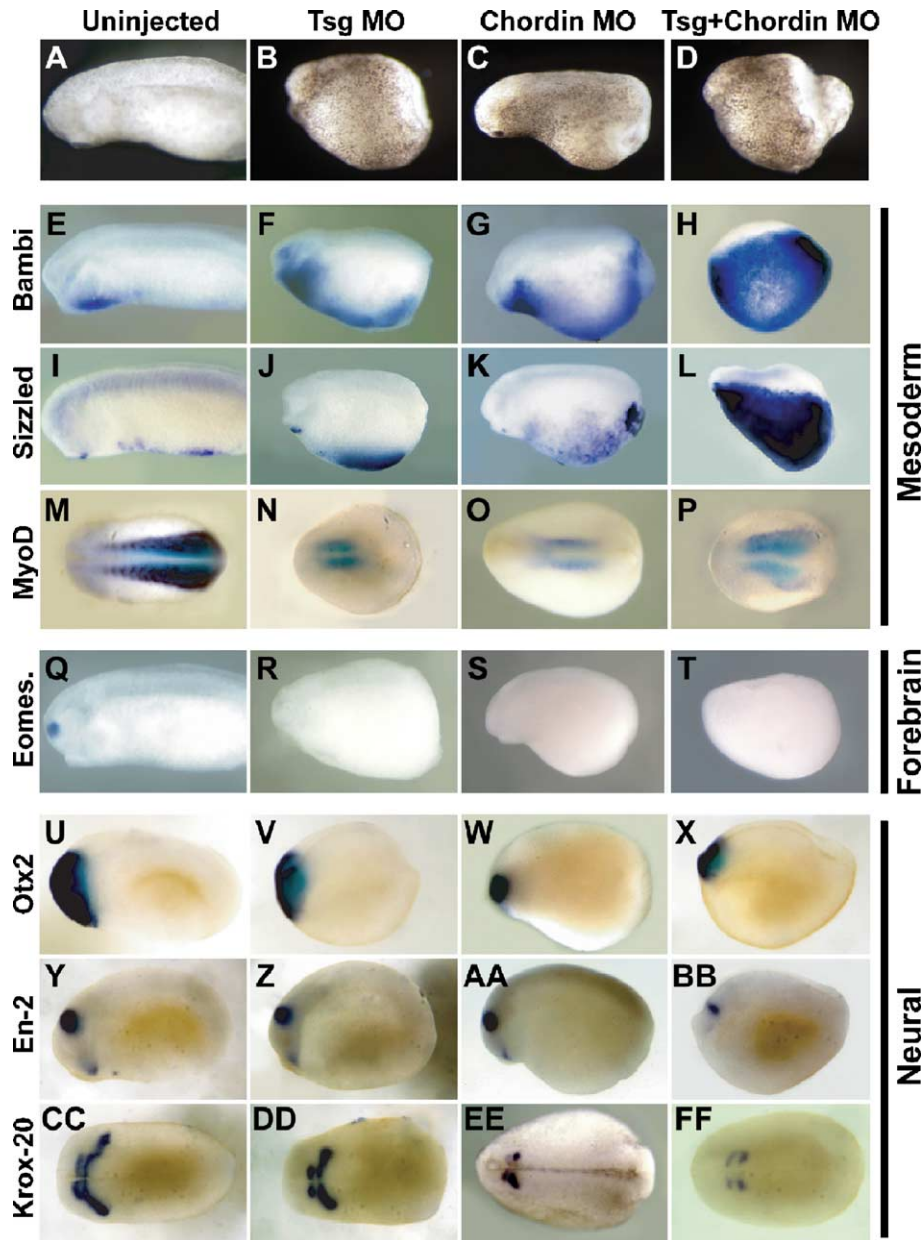 Uninjected Tsg MO Chordin MO Tsg+Chordin MO
A B C D
Bambi E F G H
Sizzled I J K L
MyoD M N O P
Mesoderm
Eomes. Q R S T
Forebrain
Otx2 U V W X
En-2 Y Z AA BB
Krox-20 CC DD EE FF
Neural